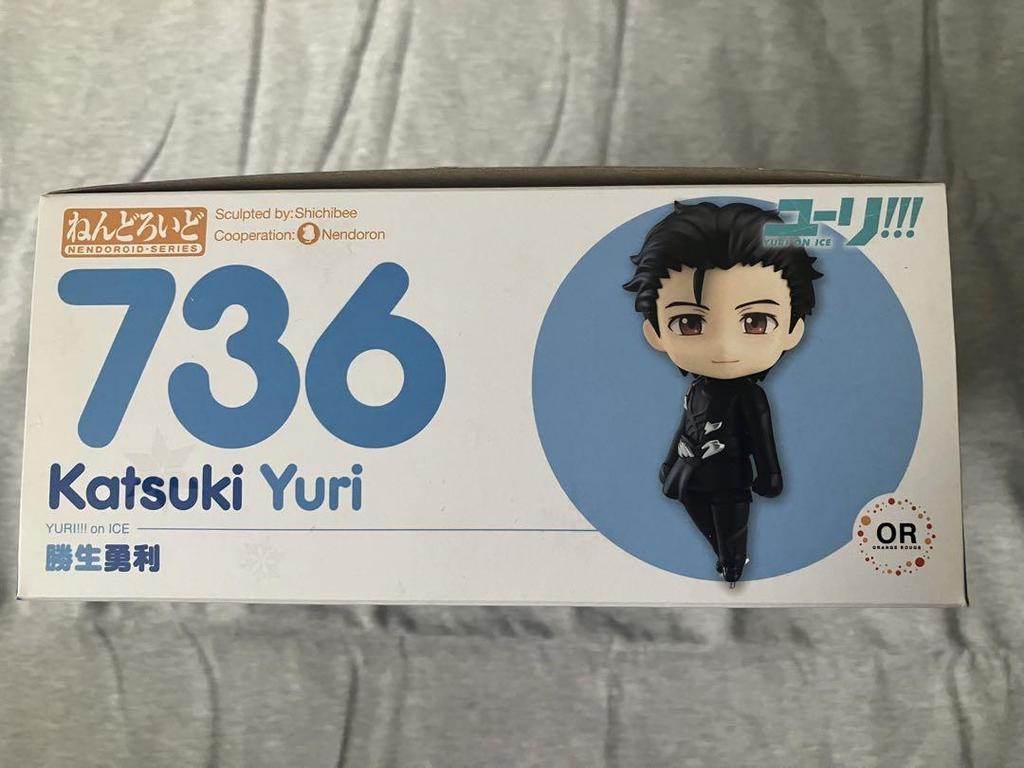 ねんどろいど
NENDOROID-SERIES
Sculpted by: Shichibee
Cooperation: Nendoron
736
Katsuki Yuri
YURI!!! on ICE
勝生勇利
ユーリ!!!
YURI ON ICE
OR
ORANGE ROUGE